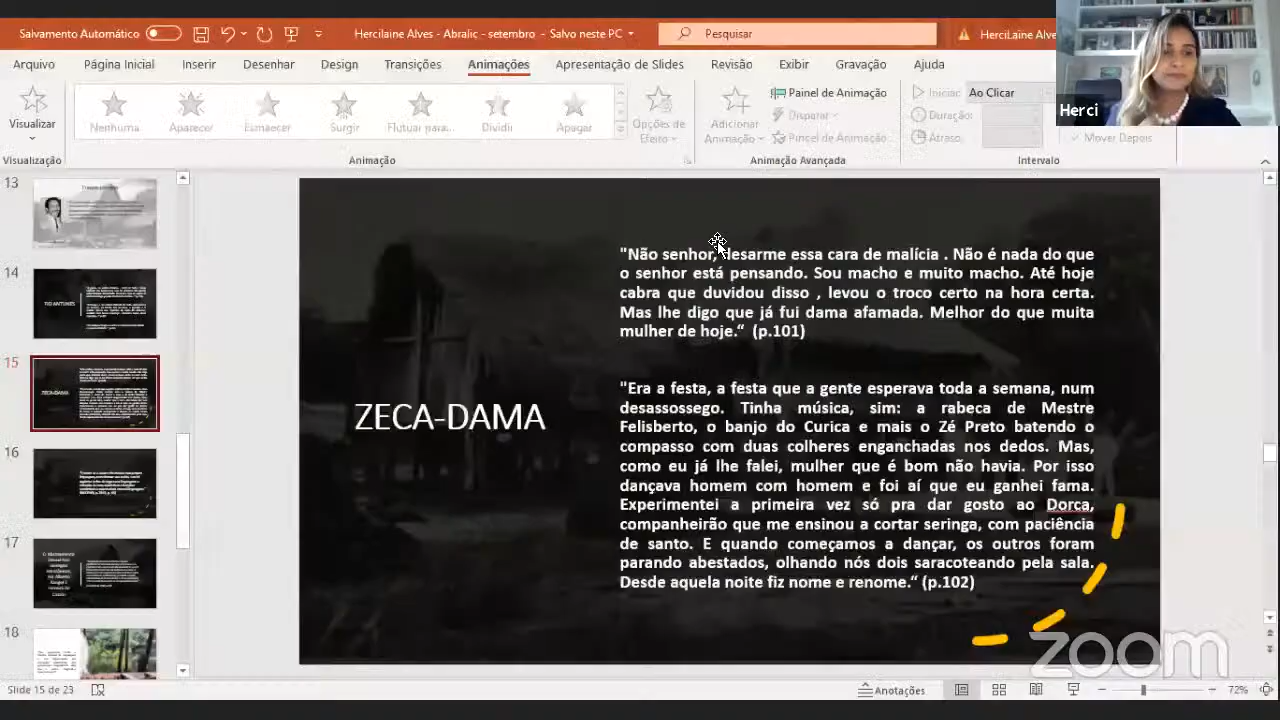 Salvamento Automático
Hercilaine Alves - Abralic - setembro - Salvo neste PC
Pesquisar
HerciLaine Alve
Arquivo
Página Inicial
Inserir
Desenhar
Design
Transições
Animações
Apresentação de Slides
Revisão
Exibir
Gravação
Ajuda
Herci
Visualizar
Nenhuma
Aparecer
Esmaecer
Surgir
Flutuar para...
Dividir
Apagar
Opções de
Efeito
Adicionar
Animação
Painel de Animação
Disparar
Pincel de Animação
Iniciar:
Ao Clicar
Duração:
Atraso:
Mover Depois
Visualização
Animação
Animação Avançada
Intervalo
13
14
TIO ANTUNES
15
ZECA-DAMA
16
17
18
ZECA-DAMA
"Não senhor, desarme essa cara de malícia . Não é nada do que
o senhor está pensando. Sou macho e muito macho. Até hoje
cabra que duvidou disso , levou o troco certo na hora certa.
Mas lhe digo que já fui dama afamada. Melhor do que muita
mulher de hoje.“ (p.101)
"Era a festa, a festa que a gente esperava toda a semana, num
desassossego. Tinha música, sim: a rabeca de Mestre
Felisberto, o banjo do Curica e mais o Zé Preto batendo o
compasso com duas colheres enganchadas nos dedos. Mas,
como eu já lhe falei, mulher que é bom não havia. Por isso
dançava homem com homem e foi aí que eu ganhei fama.
Experimentei a primeira vez só pra dar gosto ao Dorca,
companheirão que me ensinou a cortar seringa, com paciência
de santo. E quando começamos a dançar, os outros foram
parando abestados, olhando nós dois saracoteando pela sala.
Desde aquela noite fiz nome e renome.“ (p.102)
zoom
Slide 15 de 23
Anotações
72%